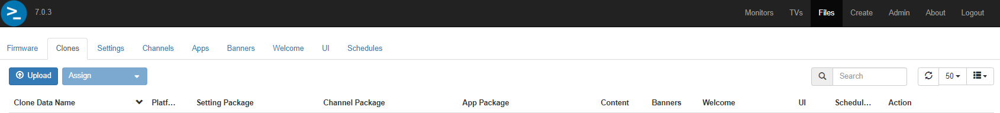 7.0.3 Monitors TVs Files Create Admin About Logout
Firmware Clones Settings Channels Apps Banners Welcome UI Schedules
Upload Assign Search 50
Clone Data Name Platf... Setting Package Channel Package App Package Content Banners Welcome UI Schedul... Action